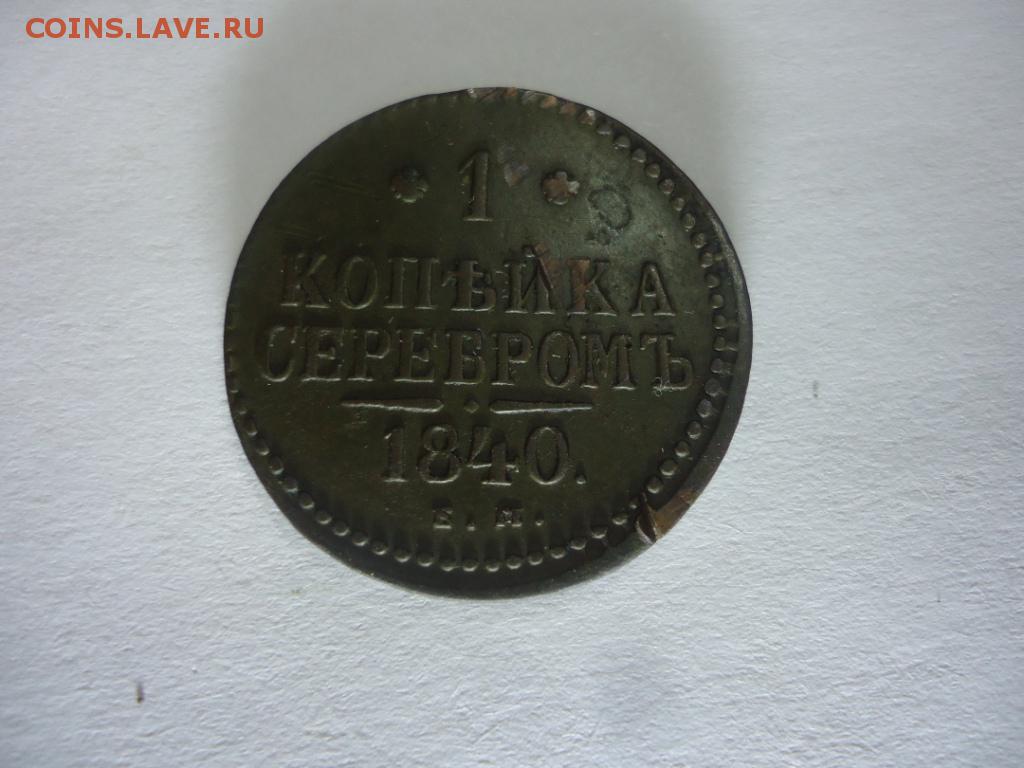 COINS.LAVE.RU
* 1 *
КОПѢЙКА
СЕРЕБРОМЪ
1840.
Е.М.